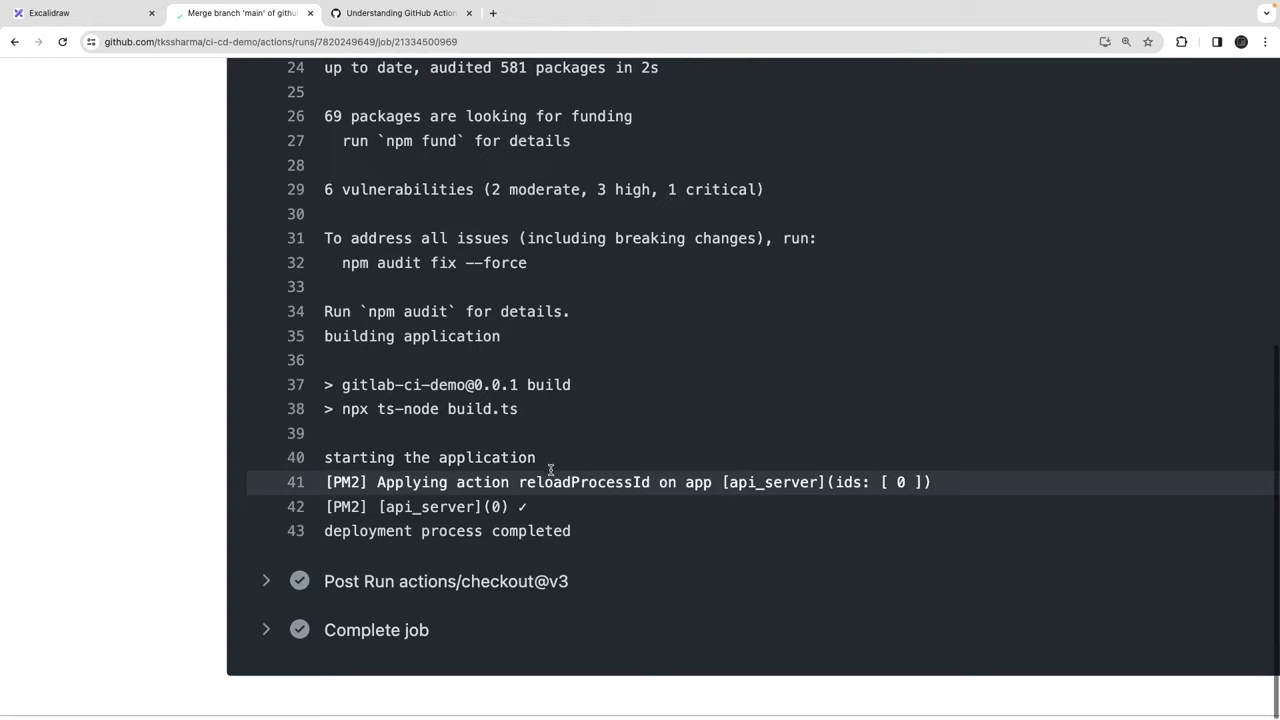 Excalidraw
Merge branch 'main' of githu
Understanding GitHub Action
github.com/tkssharma/ci-cd-demo/actions/runs/7820249649/job/21334500969
24 up to date, audited 581 packages in 2s
25
26 69 packages are looking for funding
27 run `npm fund` for details
28
29 6 vulnerabilities (2 moderate, 3 high, 1 critical)
30
31 To address all issues (including breaking changes), run:
32 npm audit fix --force
33
34 Run `npm audit` for details.
35 building application
36
37 > gitlab-ci-demo@0.0.1 build
38 > npx ts-node build.ts
39
40 starting the application
41 [PM2] Applying action reloadProcessId on app [api_server](ids: [ 0 ])
42 [PM2] [api_server](0) ✓
43 deployment process completed
Post Run actions/checkout@v3
Complete job